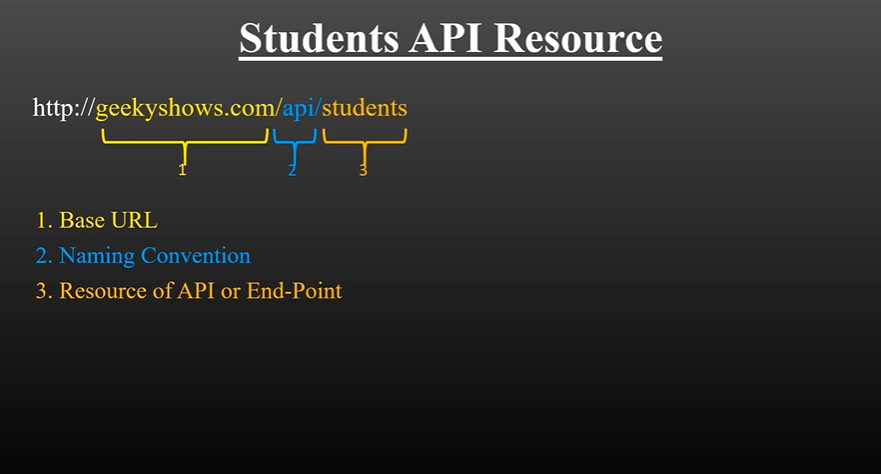 Students API Resource
http://geekyshows.com/api/students
1 2 3
1. Base URL
2. Naming Convention
3. Resource of API or End-Point